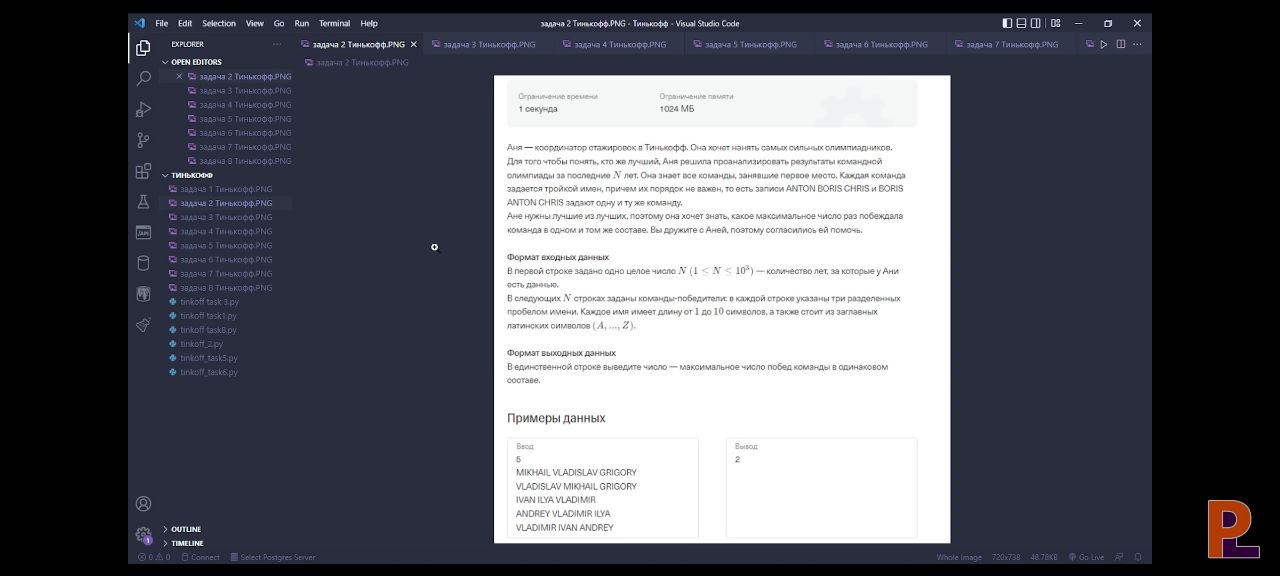 File Edit Selection View Go Run Terminal Help
задача 2 Тинькофф.PNG - Тинькофф - Visual Studio Code
EXPLORER
задача 2 Тинькофф.PNG
задача 3 Тинькофф.PNG
задача 4 Тинькофф.PNG
задача 5 Тинькофф.PNG
задача 6 Тинькофф.PNG
задача 7 Тинькофф.PNG
OPEN EDITORS
задача 2 Тинькофф.PNG
задача 3 Тинькофф.PNG
задача 4 Тинькофф.PNG
задача 5 Тинькофф.PNG
задача 6 Тинькофф.PNG
задача 7 Тинькофф.PNG
задача 8 Тинькофф.PNG
ТИНЬКОФФ
задача 1 Тинькофф.PNG
задача 2 Тинькофф.PNG
задача 3 Тинькофф.PNG
задача 4 Тинькофф.PNG
задача 5 Тинькофф.PNG
задача 6 Тинькофф.PNG
задача 7 Тинькофф.PNG
задача 8 Тинькофф.PNG
tinkoff task 3.py
tinkoff task1.py
tinkoff task8.py
tinkoff_2.py
tinkoff_task5.py
tinkoff_task6.py
OUTLINE
TIMELINE
задача 2 Тинькофф.PNG
Ограничение времени
1 секунда
Ограничение памяти
1024 МБ
Аня — координатор стажировок в Тинькофф. Она хочет нанять самых сильных олимпиадников.
Для того чтобы понять, кто же лучший, Аня решила проанализировать результаты командной
олимпиады за последние N лет. Она знает все команды, занявшие первое место. Каждая команда
задается тройкой имен, причем их порядок не важен, то есть записи ANTON BORIS CHRIS и BORIS
ANTON CHRIS задают одну и ту же команду.
Ане нужны лучшие из лучших, поэтому она хочет знать, какое максимальное число раз побеждала
команда в одном и том же составе. Вы дружите с Аней, поэтому согласились ей помочь.
Формат входных данных
В первой строке задано одно целое число N (1 ≤ N ≤ 10³) — количество лет, за которые у Ани
есть данные.
В следующих N строках заданы команды-победители: в каждой строке указаны три разделенных
пробелом имени. Каждое имя имеет длину от 1 до 10 символов, а также стоит из заглавных
латинских символов (A, ..., Z).
Формат выходных данных
В единственной строке выведите число — максимальное число побед команды в одинаковом
составе.
Примеры данных
Ввод
5
MIKHAIL VLADISLAV GRIGORY
VLADISLAV MIKHAIL GRIGORY
IVAN ILYA VLADIMIR
ANDREY VLADIMIR ILYA
VLADIMIR IVAN ANDREY
Вывод
2
0 0 Connect Select Postgres Server
Whole Image 720x738 48.78KB Go Live
PL